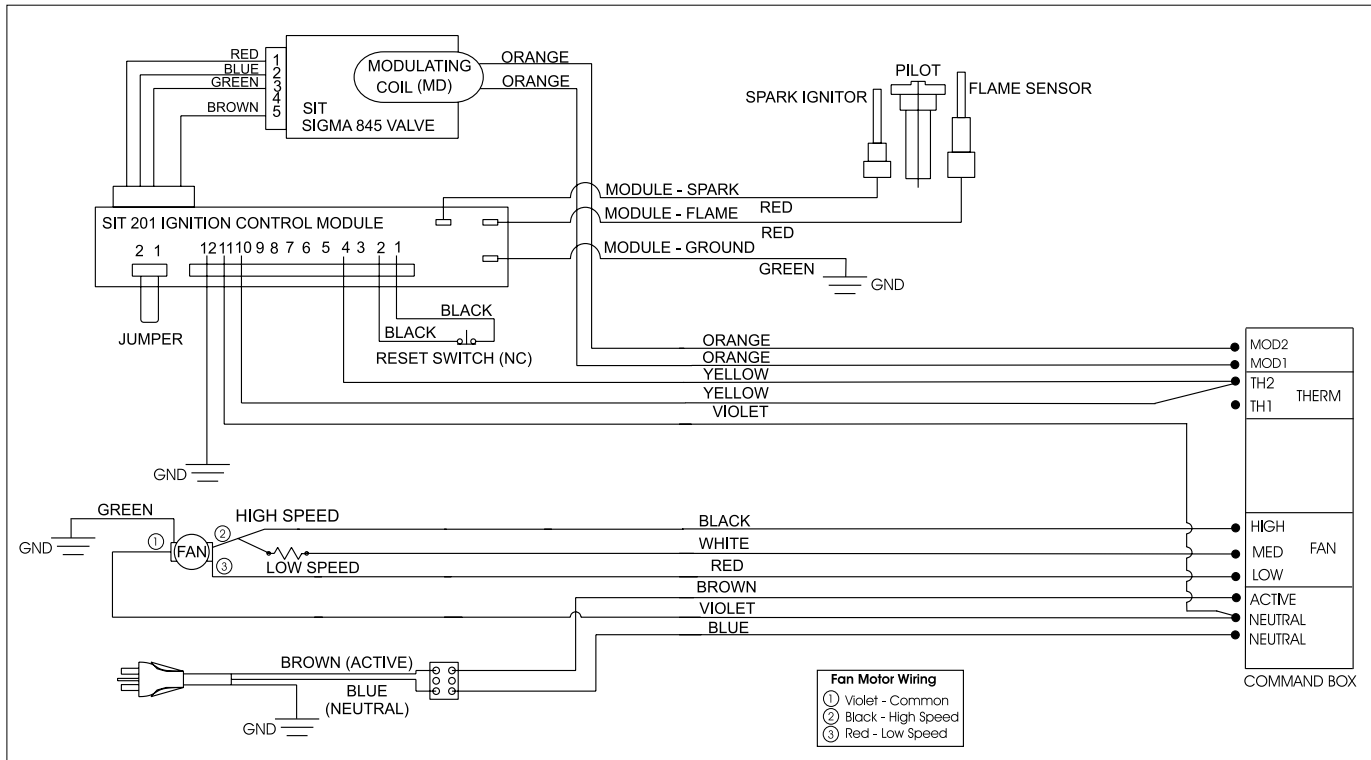 RED
BLUE
GREEN
BROWN
1
2
3
4
5
MODULATING
COIL (MD)
SIT
SIGMA 845 VALVE
ORANGE
ORANGE
SPARK IGNITOR
PILOT
FLAME SENSOR
MODULE - SPARK
RED
MODULE - FLAME
RED
MODULE - GROUND
GREEN
GND
SIT 201 IGNITION CONTROL MODULE
2 1
12 11 10 9 8 7 6 5 4 3 2 1
JUMPER
BLACK
BLACK
RESET SWITCH (NC)
ORANGE
ORANGE
YELLOW
YELLOW
VIOLET
MOD2
MOD1
TH2
THERM
TH1
GND
GREEN
GND
1
FAN
2
3
HIGH SPEED
LOW SPEED
BLACK
WHITE
RED
BROWN
VIOLET
BLUE
HIGH
MED
FAN
LOW
ACTIVE
NEUTRAL
NEUTRAL
COMMAND BOX
BROWN (ACTIVE)
BLUE
(NEUTRAL)
GND
Fan Motor Wiring
1 Violet - Common
2 Black - High Speed
3 Red - Low Speed